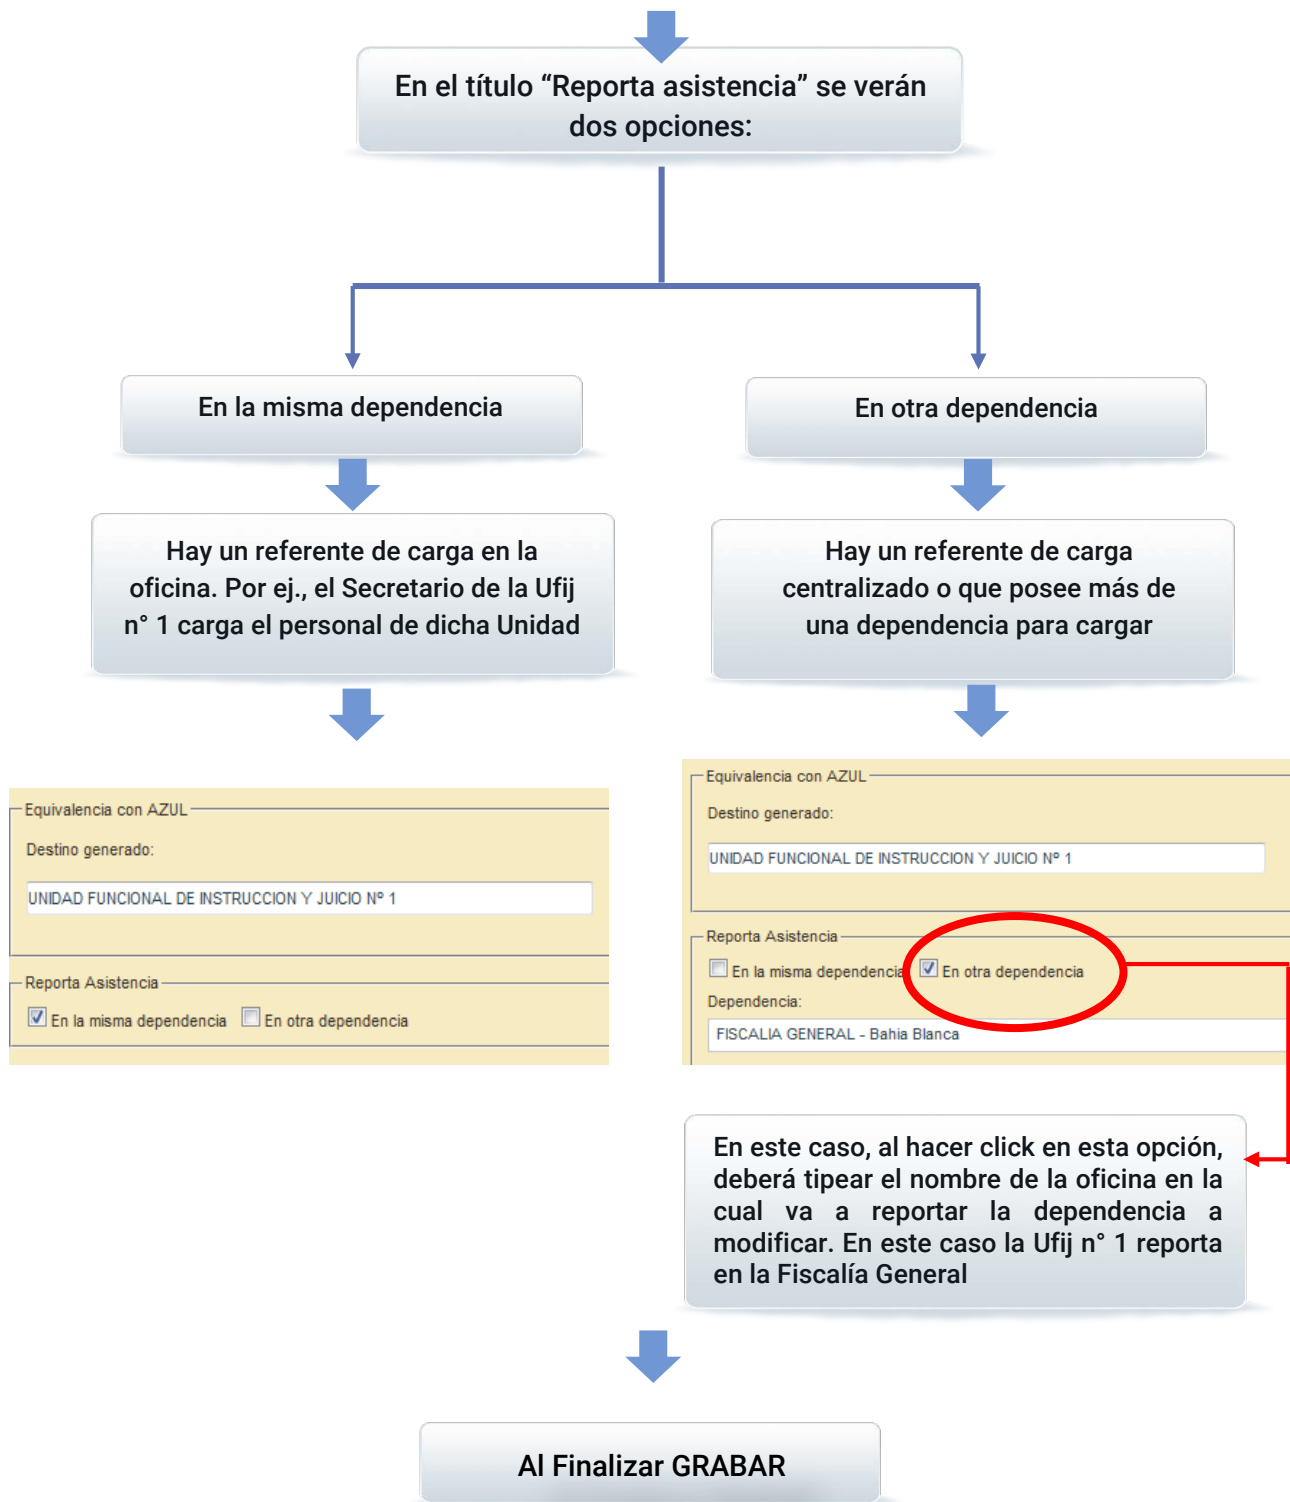 En el título “Reporta asistencia” se verán
dos opciones:
En la misma dependencia
Hay un referente de carga en la
oficina. Por ej., el Secretario de la Ufij
n° 1 carga el personal de dicha Unidad
Equivalencia con AZUL
Destino generado:
UNIDAD FUNCIONAL DE INSTRUCCION Y JUICIO Nº 1
Reporta Asistencia
En la misma dependencia En otra dependencia
En otra dependencia
Hay un referente de carga
centralizado o que posee más de
una dependencia para cargar
Equivalencia con AZUL
Destino generado:
UNIDAD FUNCIONAL DE INSTRUCCION Y JUICIO Nº 1
Reporta Asistencia
En la misma dependencia En otra dependencia
Dependencia:
FISCALIA GENERAL - Bahia Blanca
En este caso, al hacer click en esta opción,
deberá tipear el nombre de la oficina en la
cual va a reportar la dependencia a
modificar. En este caso la Ufij n° 1 reporta
en la Fiscalía General
Al Finalizar GRABAR